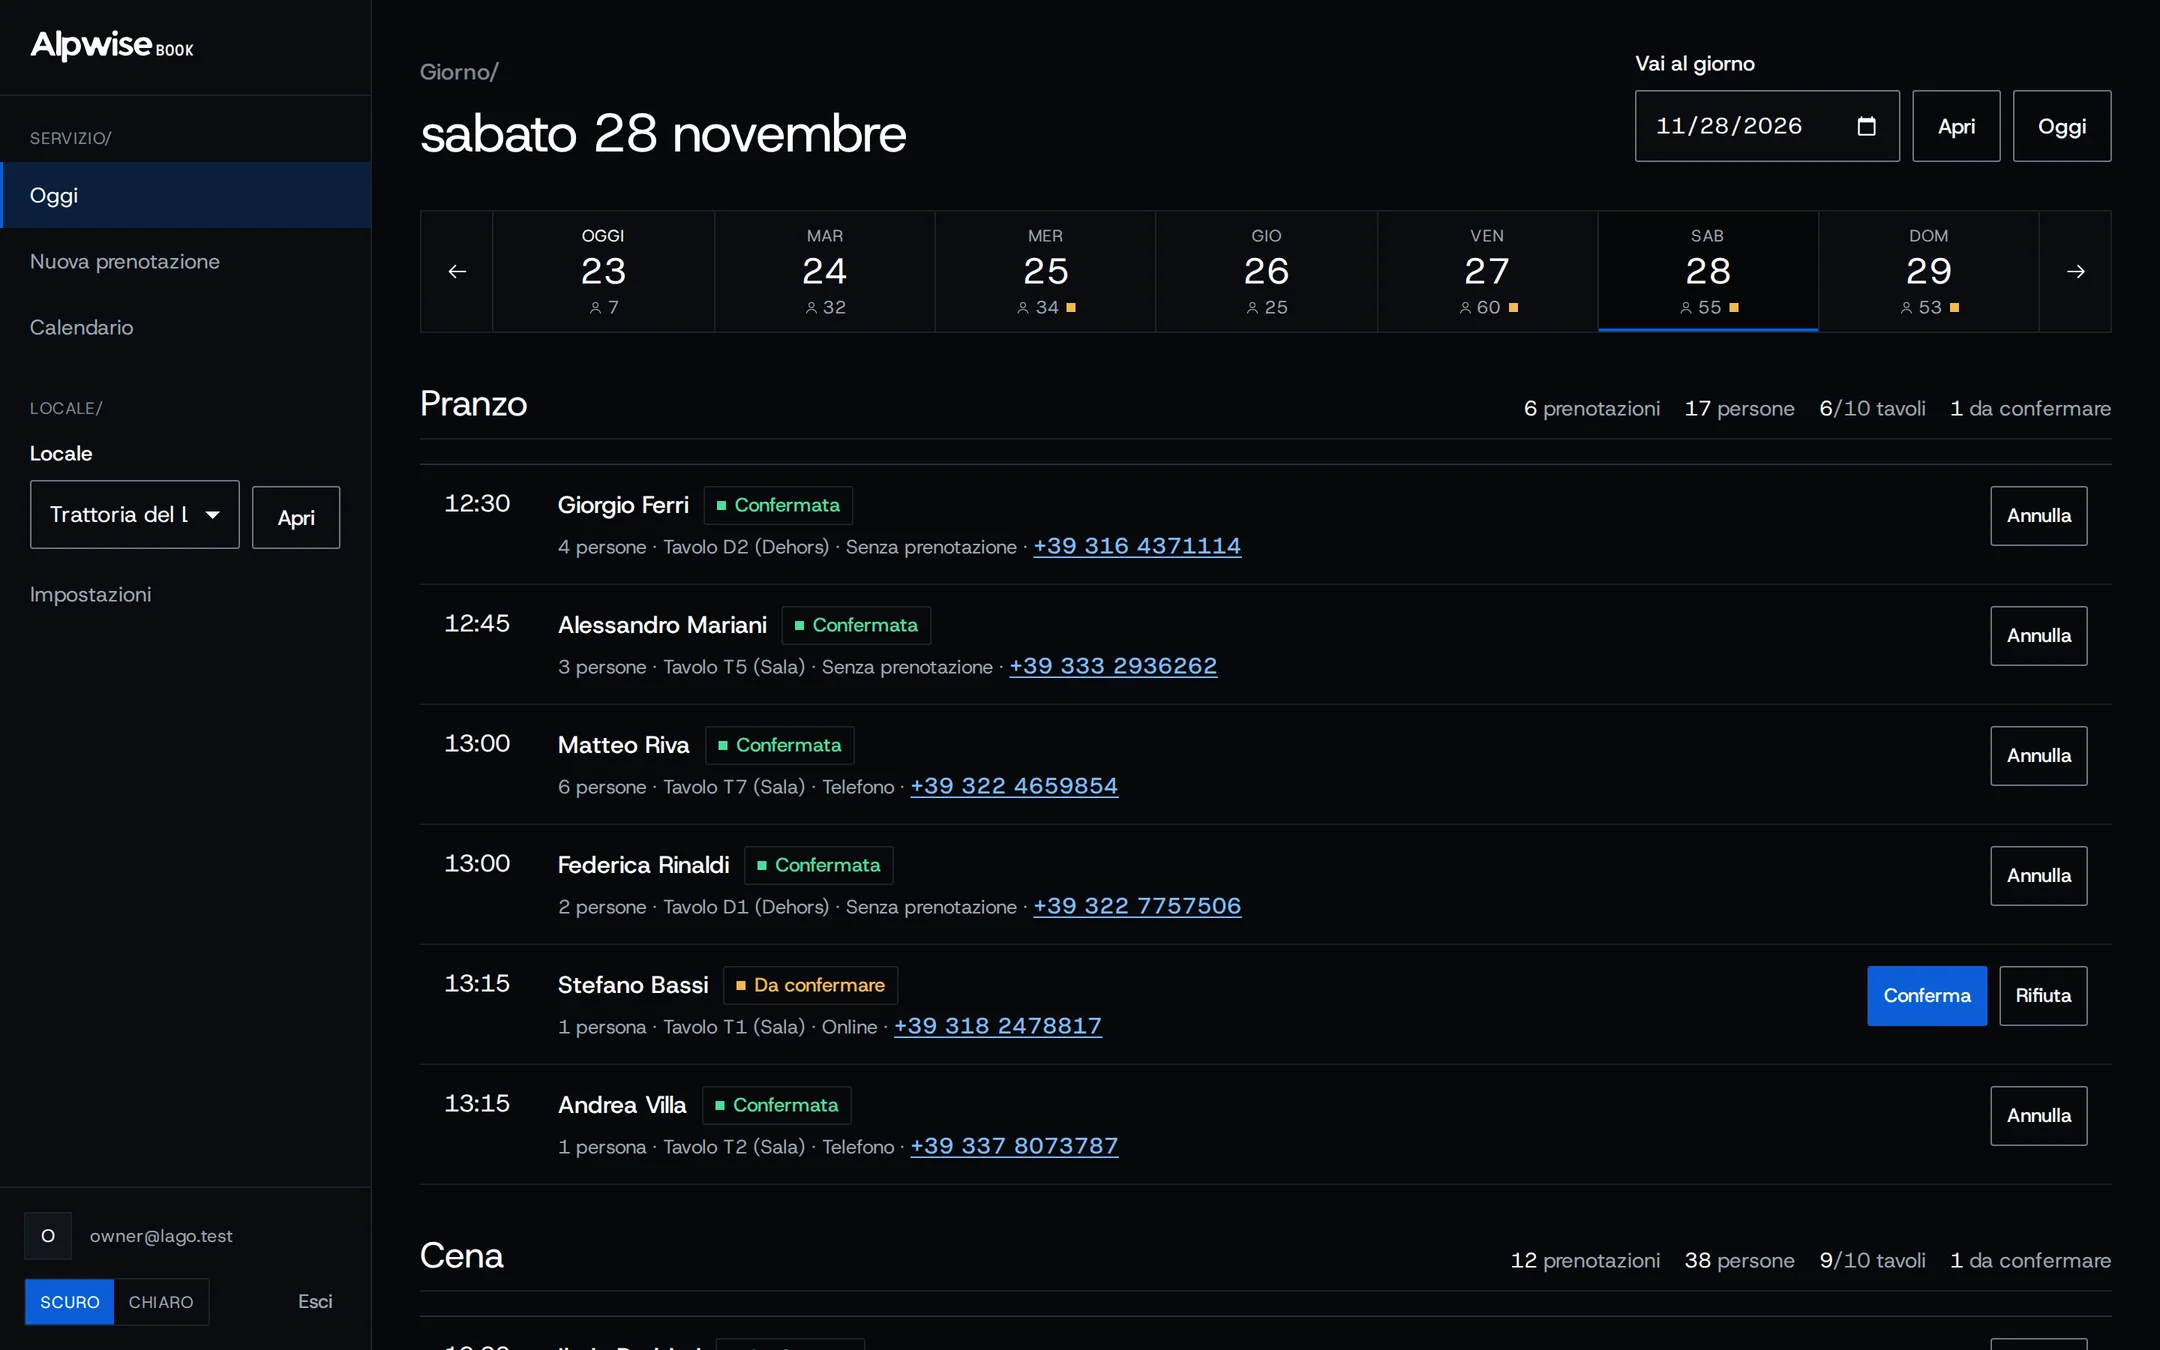 Alpwise BOOK
SERVIZIO/
Oggi
Nuova prenotazione
Calendario
LOCALE/
Locale
Trattoria del l
Apri
Impostazioni
O
owner@lago.test
SCURO
CHIARO
Esci
Giorno/
sabato 28 novembre
Vai al giorno
11/28/2026
Apri
Oggi
OGGI
23
7
MAR
24
32
MER
25
34
GIO
26
25
VEN
27
60
SAB
28
55
DOM
29
53
Pranzo
6 prenotazioni 17 persone 6/10 tavoli 1 da confermare
12:30 Giorgio Ferri Confermata
4 persone · Tavolo D2 (Dehors) · Senza prenotazione · +39 316 4371114
Annulla
12:45 Alessandro Mariani Confermata
3 persone · Tavolo T5 (Sala) · Senza prenotazione · +39 333 2936262
Annulla
13:00 Matteo Riva Confermata
6 persone · Tavolo T7 (Sala) · Telefono · +39 322 4659854
Annulla
13:00 Federica Rinaldi Confermata
2 persone · Tavolo D1 (Dehors) · Senza prenotazione · +39 322 7757506
Annulla
13:15 Stefano Bassi Da confermare
1 persona · Tavolo T1 (Sala) · Online · +39 318 2478817
Conferma Rifiuta
13:15 Andrea Villa Confermata
1 persona · Tavolo T2 (Sala) · Telefono · +39 337 8073787
Annulla
Cena
12 prenotazioni 38 persone 9/10 tavoli 1 da confermare